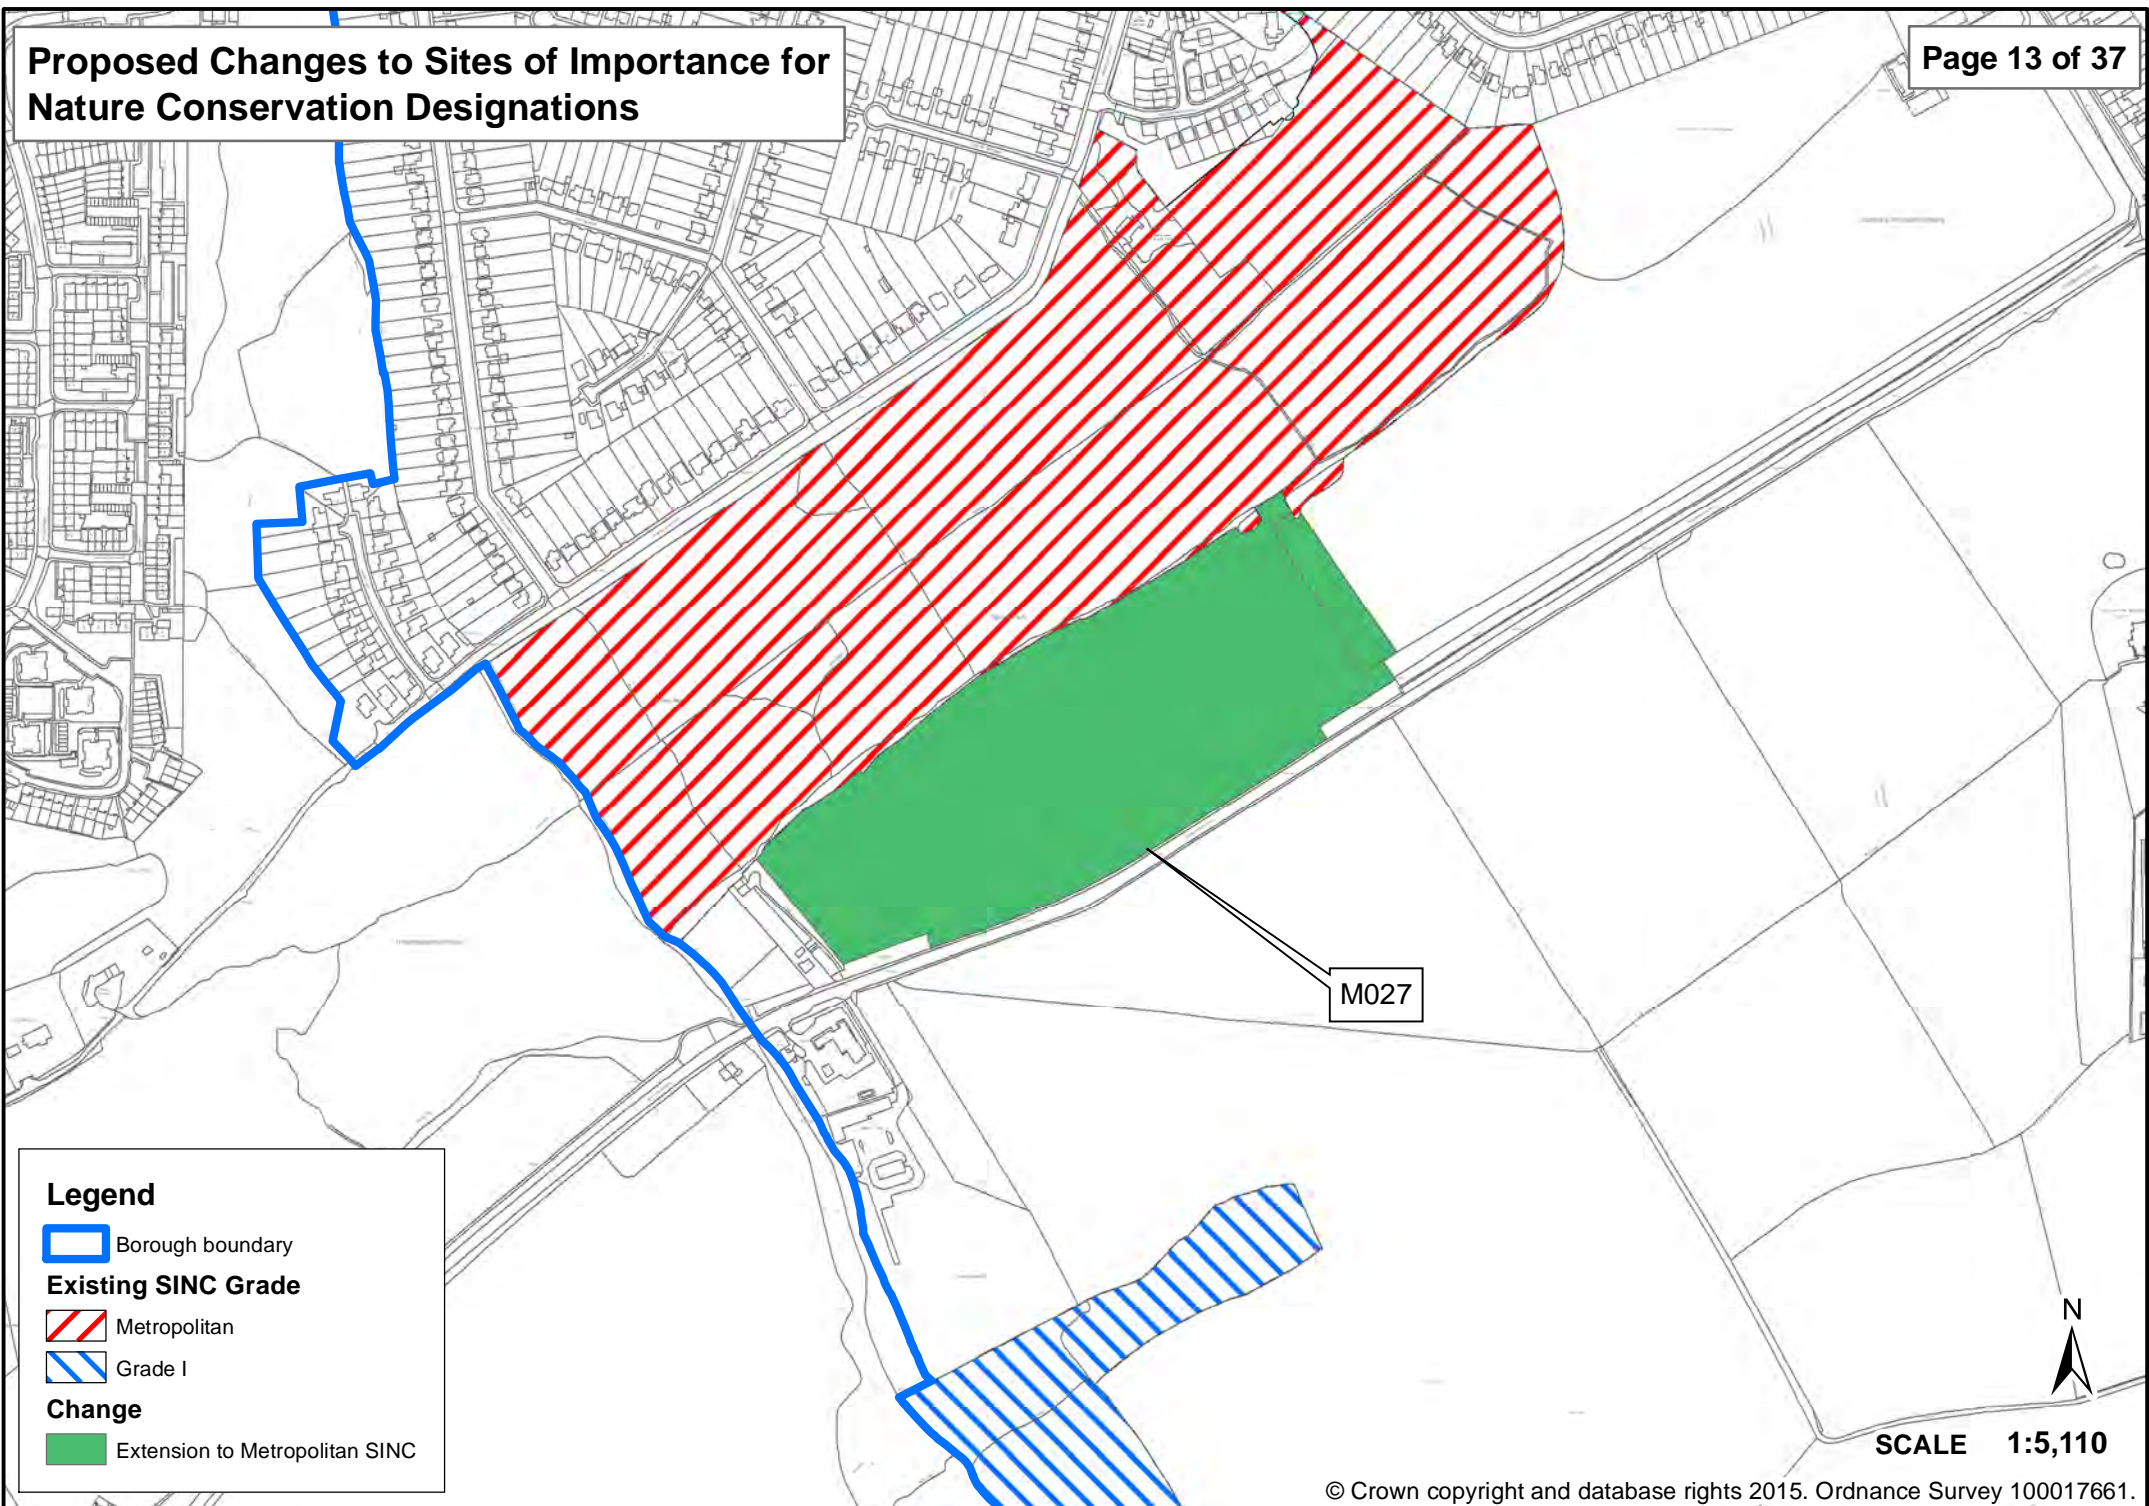 Proposed Changes to Sites of Importance for
Nature Conservation Designations
Page 13 of 37
M027
Legend
Borough boundary
Existing SINC Grade
Metropolitan
Grade I
Change
Extension to Metropolitan SINC
N
SCALE 1:5,110
© Crown copyright and database rights 2015. Ordnance Survey 100017661.